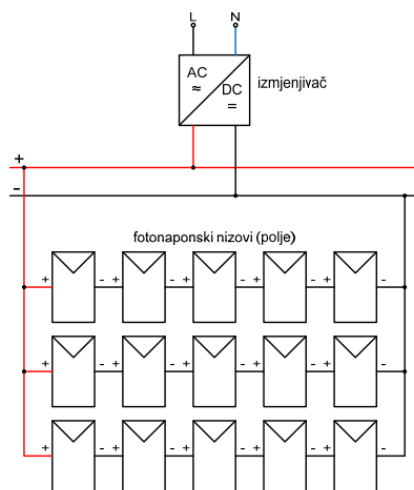 L N
AC
≈
DC
=
izmjenjivač
+
-
fotonaponski nizovi (polje)
+ - + - + - + - + -
+ - + - + - + - + -
+ - + - + - + - + -